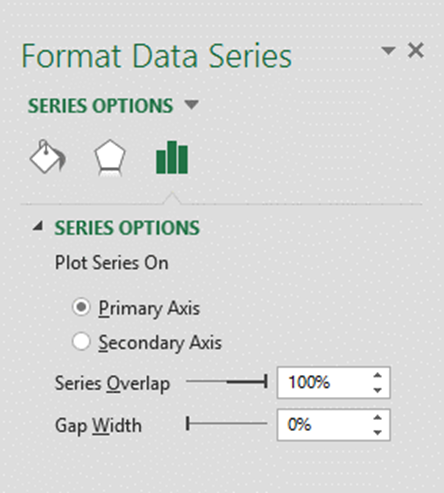 Format Data Series
SERIES OPTIONS
SERIES OPTIONS
Plot Series On
Primary Axis
Secondary Axis
Series Overlap 100%
Gap Width 0%